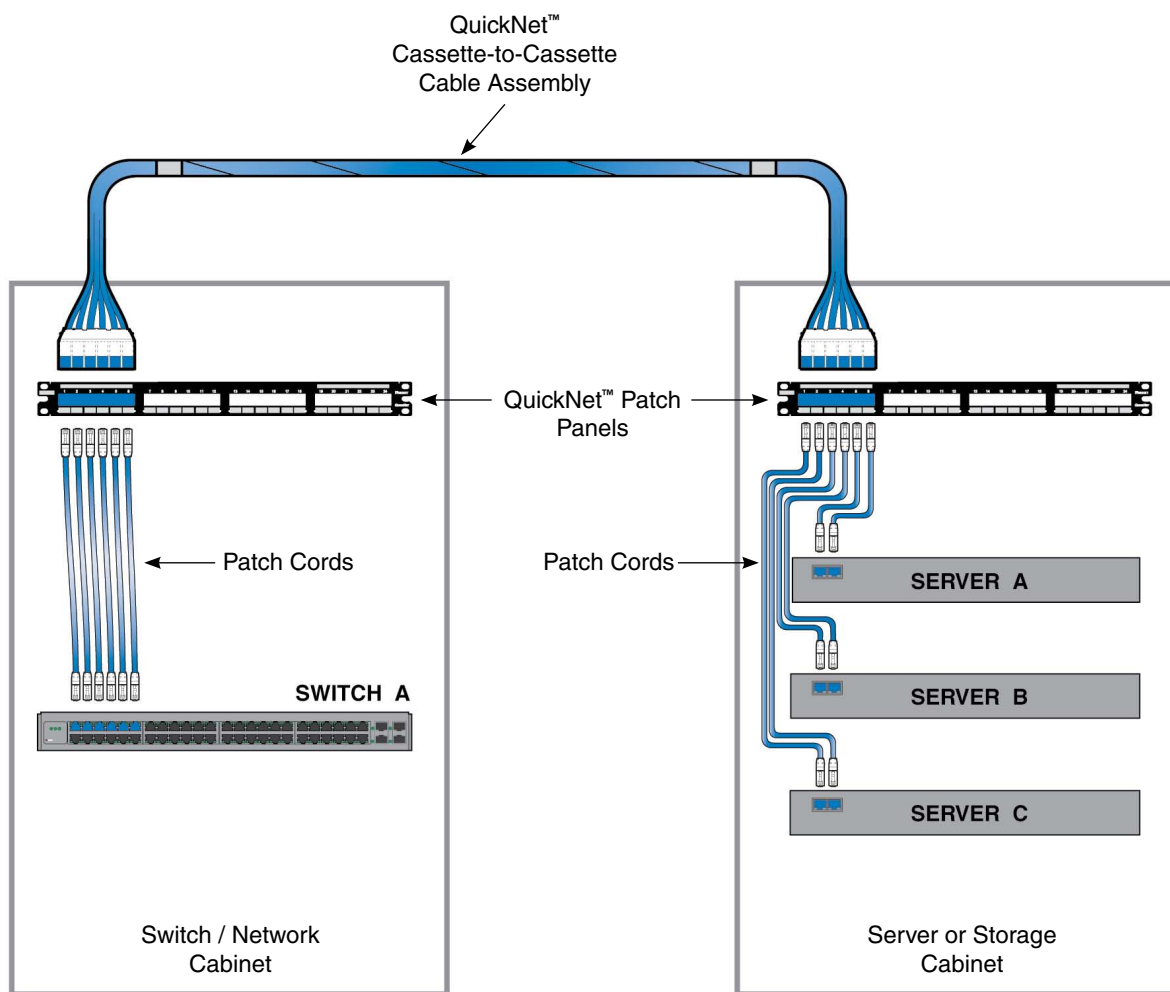 QuickNet™
Cassette-to-Cassette
Cable Assembly
QuickNet™ Patch
Panels
Patch Cords
Patch Cords
SERVER A
SERVER B
SWITCH A
SERVER C
Switch / Network
Cabinet
Server or Storage
Cabinet